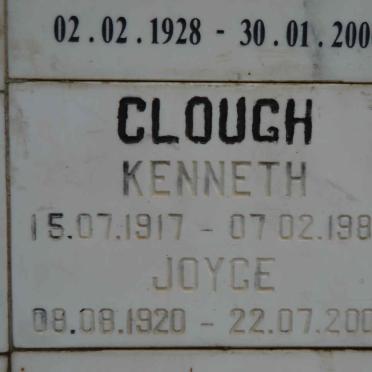 02.02.1928 - 30.01.200
CLOUGH
KENNETH
15.07.1917 - 07 02.198
JOYCE
08.08.1920 - 22.07.200